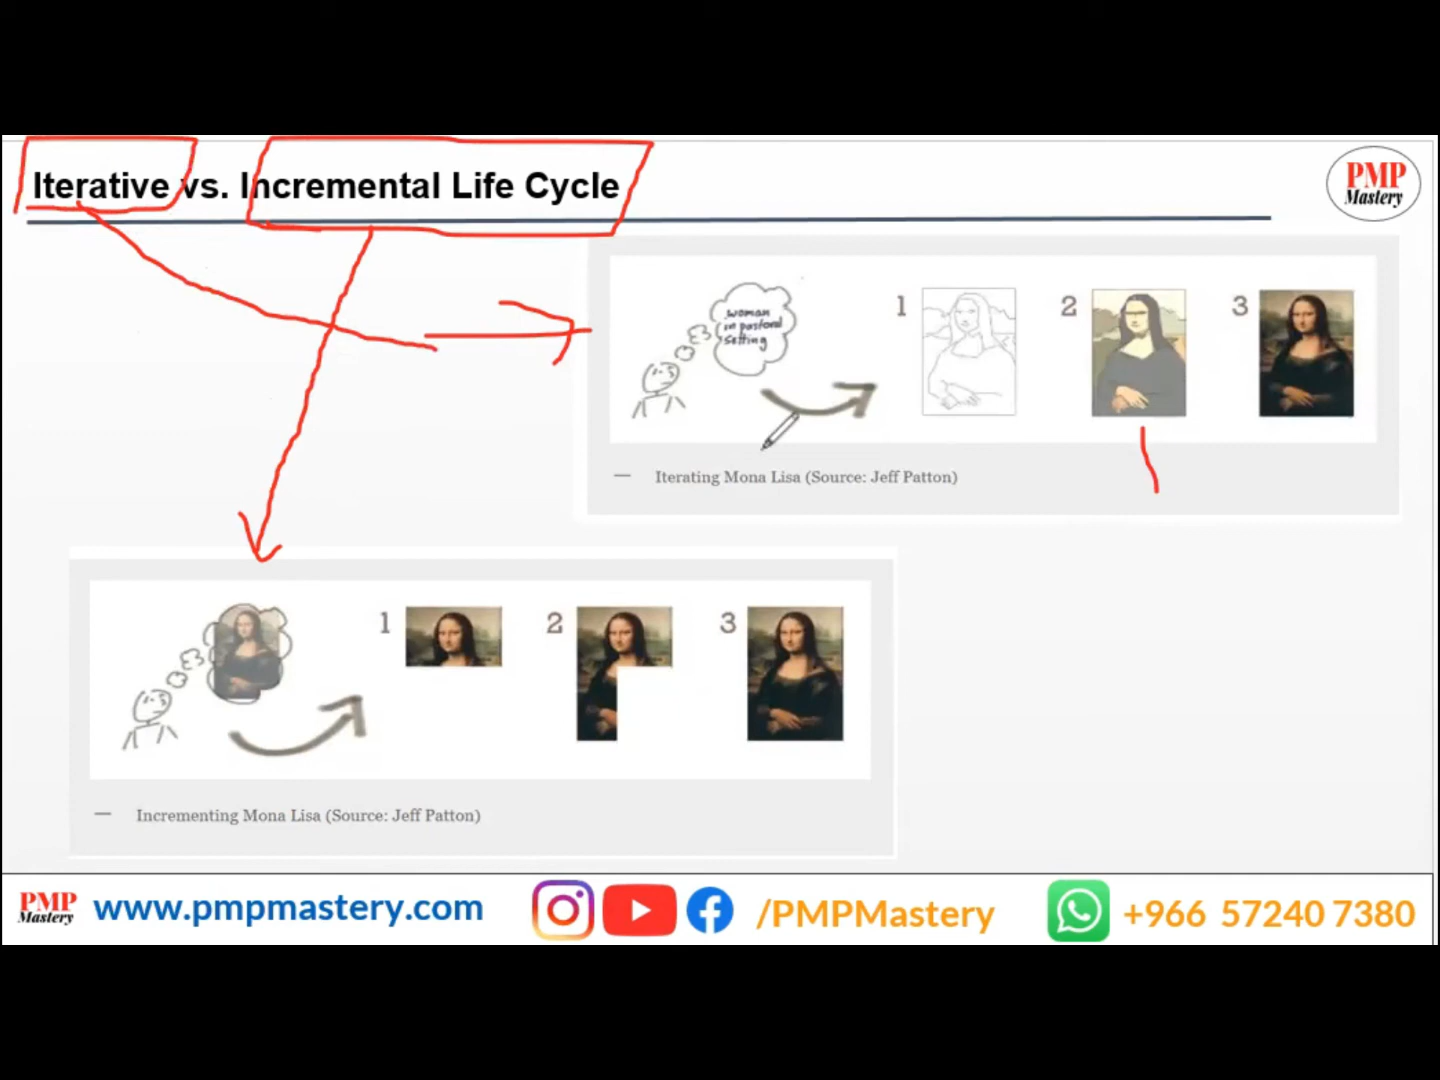 Iterative vs. Incremental Life Cycle
PMP
Mastery
woman
in pastoral
setting
1
2
3
— Iterating Mona Lisa (Source: Jeff Patton)
1
2
3
— Incrementing Mona Lisa (Source: Jeff Patton)
PMP
Mastery
www.pmpmastery.com
/PMPMastery
+966 57240 7380